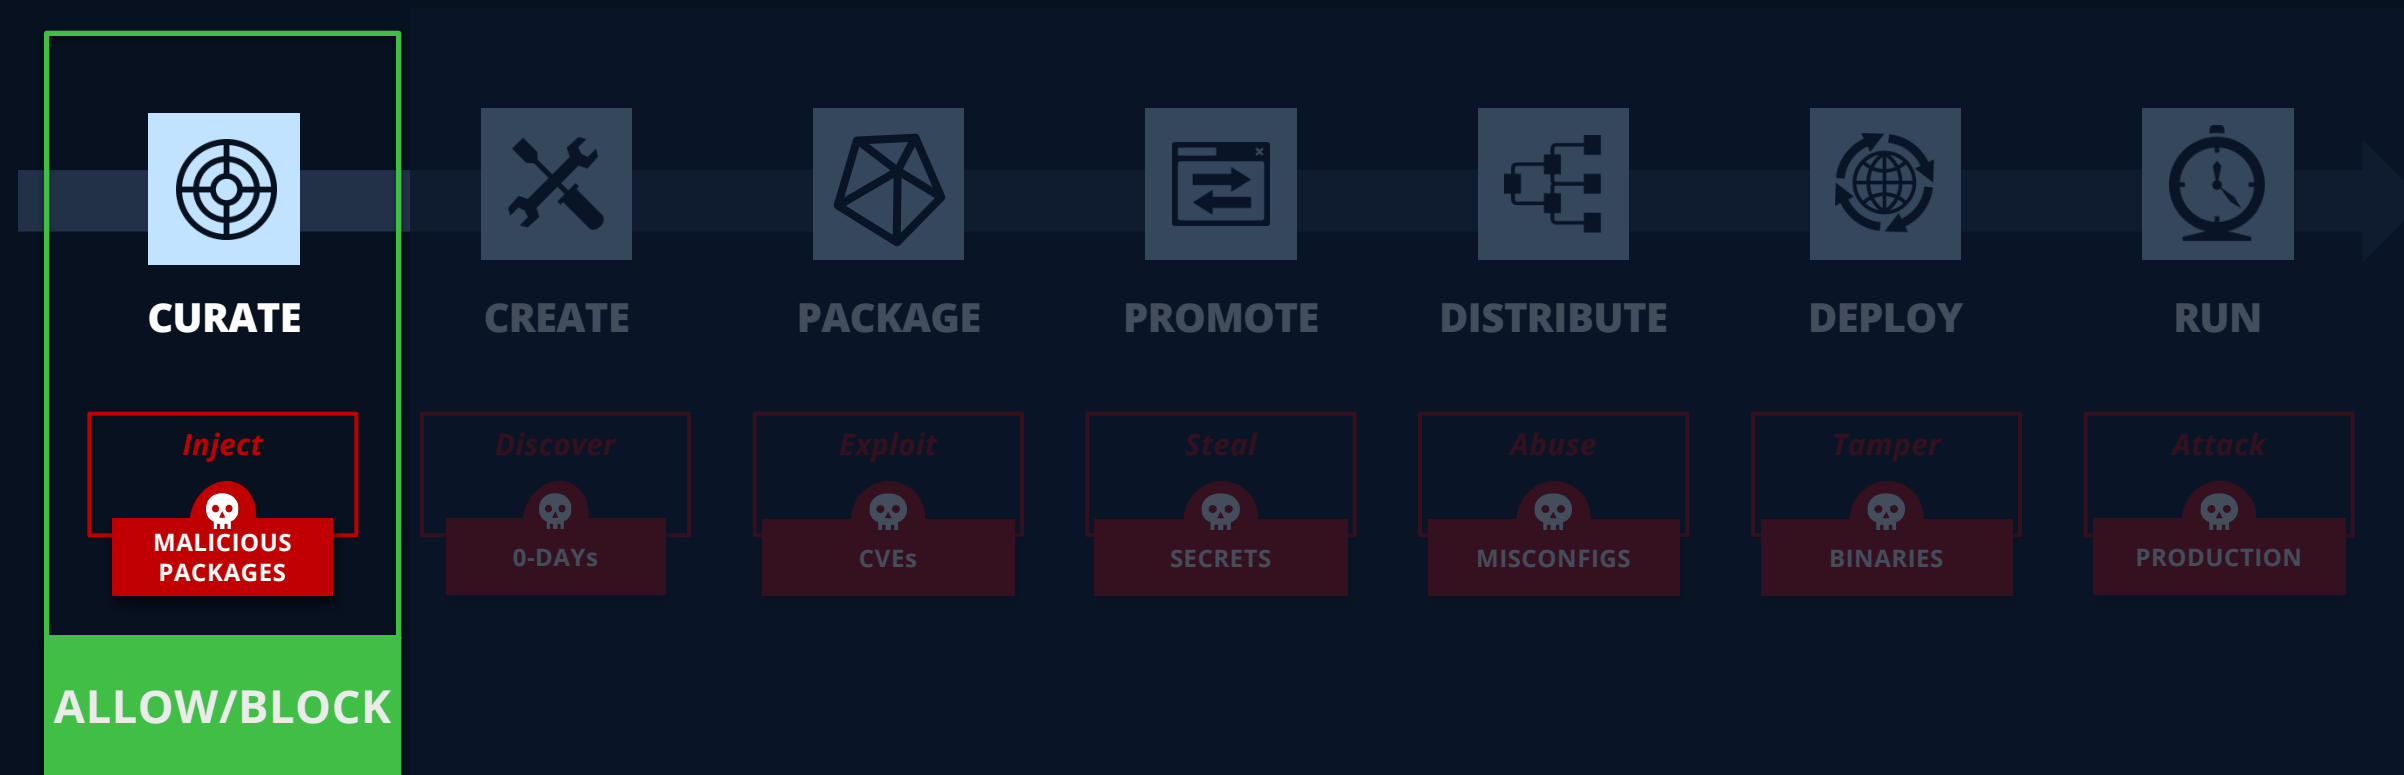 CURATE
CREATE
PACKAGE
PROMOTE
DISTRIBUTE
DEPLOY
RUN
Inject
Discover
Exploit
Steal
Abuse
Tamper
Attack
MALICIOUS
PACKAGES
0-DAYs
CVEs
SECRETS
MISCONFIGS
BINARIES
PRODUCTION
ALLOW/BLOCK